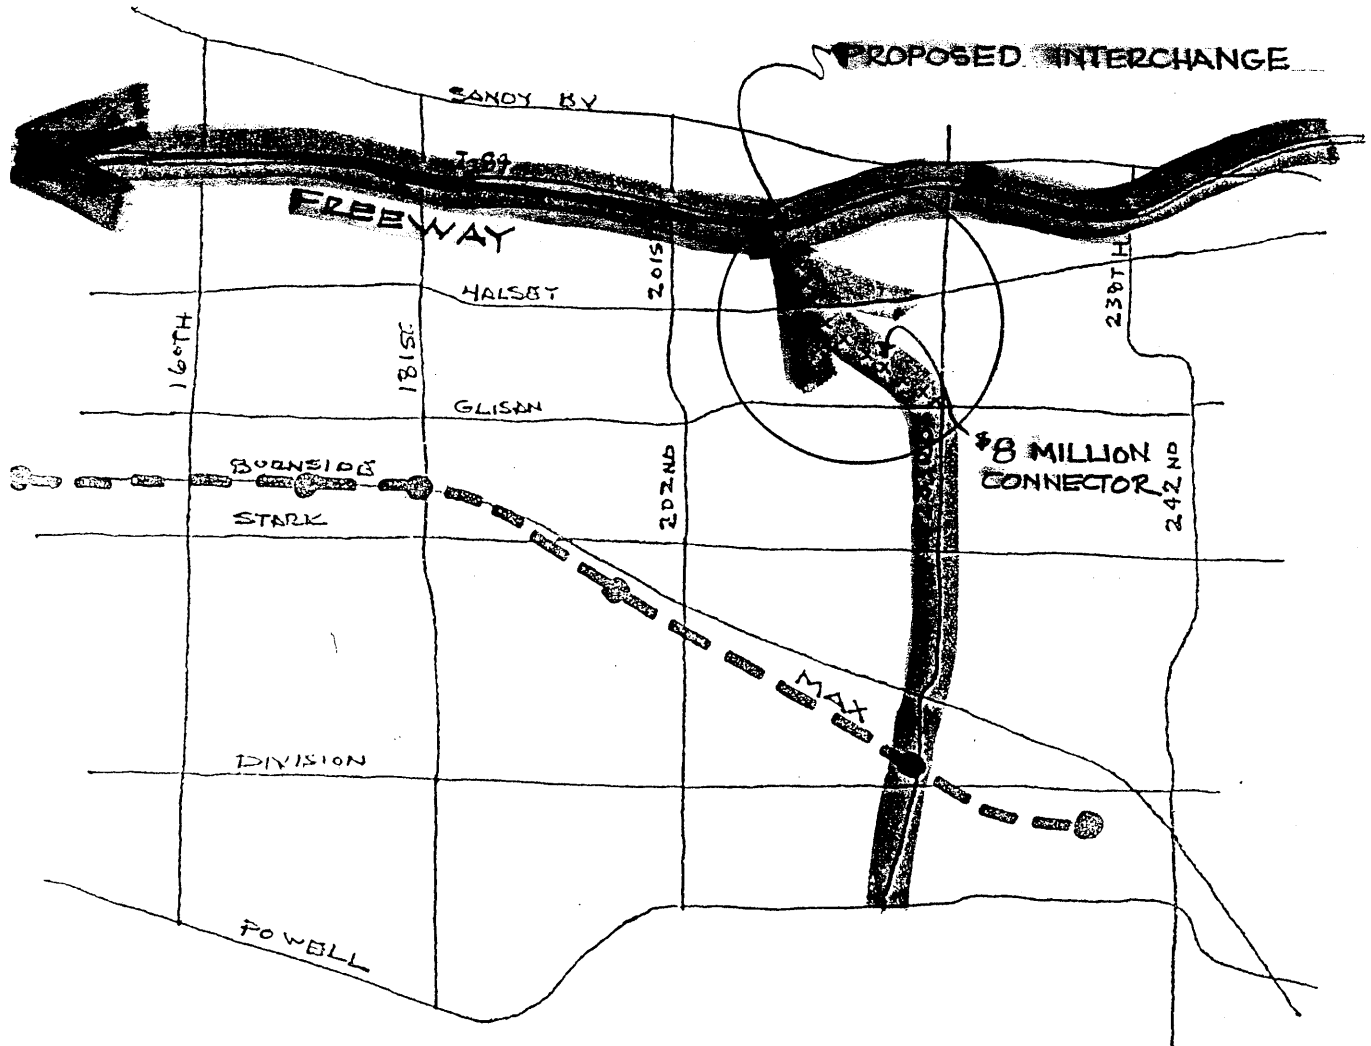 PROPOSED INTERCHANGE
SANDY BV
I-84
FREEWAY
201ST
238TH
HALSEY
160TH
181ST
GLISAN
$8 MILLION
CONNECTOR
BURNSIDE
202ND
242ND
STARK
MAX
DIVISION
POWELL